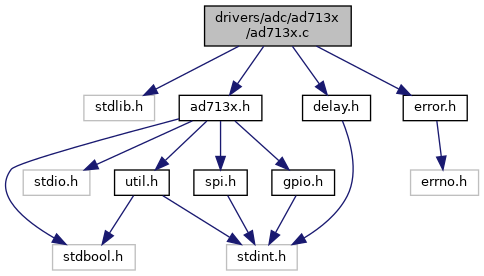 drivers/adc/ad713x
/ad713x.c
stdlib.h
ad713x.h
delay.h
error.h
stdio.h
util.h
spi.h
gpio.h
errno.h
stdbool.h
stdint.h